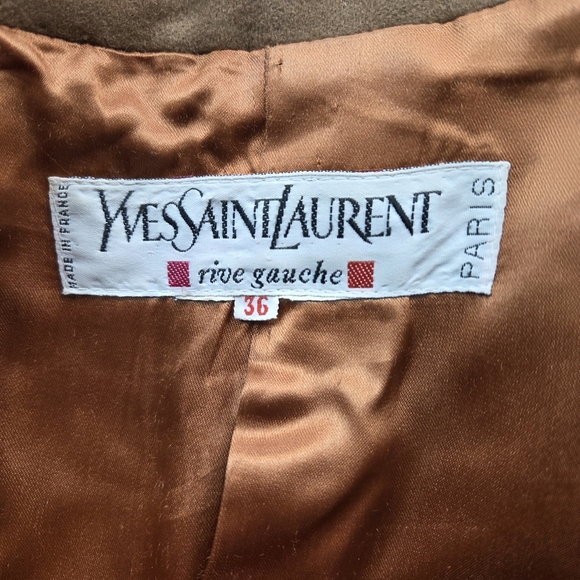 MADE IN FRANCE
YVESSAINTLAURENT
PARIS
rive gauche
36